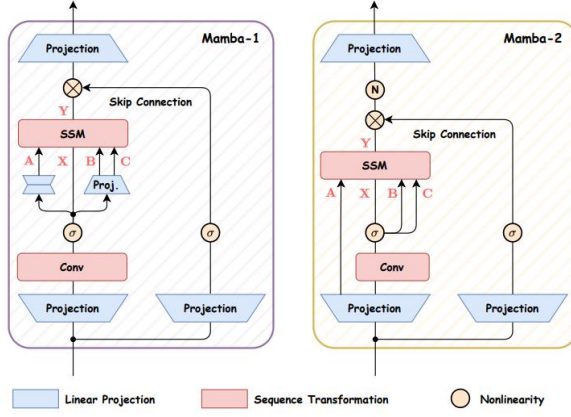 Mamba-1
Projection
Skip Connection
Y
SSM
A X B C
Proj.
σ σ
Conv
Projection Projection
Mamba-2
Projection
N
Skip Connection
Y
SSM
A X B C
σ σ
Conv
Projection Projection
Linear Projection Sequence Transformation Nonlinearity